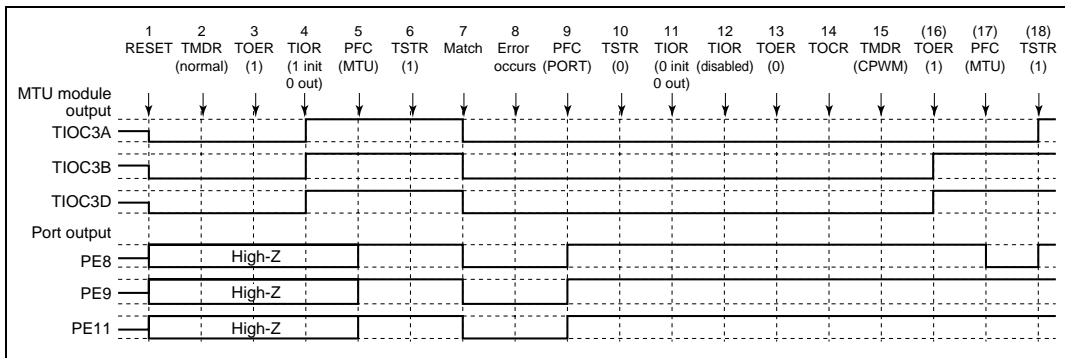 1 2 3 4 5 6 7 8 9 10 11 12 13 14 15 (16) (17) (18)
RESET TMDR TOER TIOR PFC TSTR Match Error PFC TSTR TIOR TIOR TOER TOCR TMDR TOER PFC TSTR
(normal) (1) (1 init (MTU) (1) occurs (PORT) (0) (0 init (disabled) (0) (CPWM) (1) (MTU) (1)
0 out) 0 out)
MTU module
output
TIOC3A
TIOC3B
TIOC3D
Port output
PE8 High-Z
PE9 High-Z
PE11 High-Z